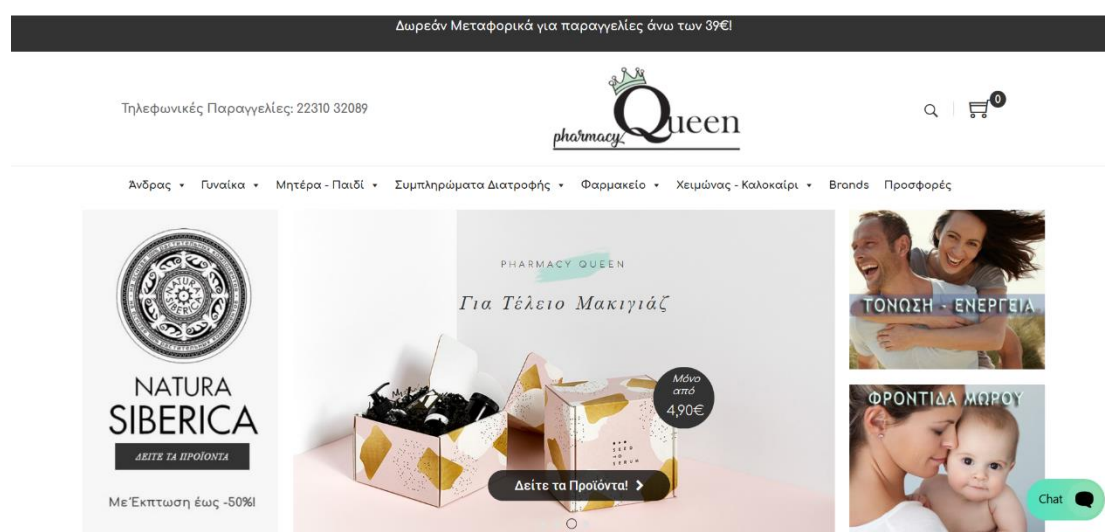 Δωρεάν Μεταφορικά για παραγγελίες άνω των 39€!
Τηλεφωνικές Παραγγελίες: 22310 32089
pharmacy Queen
0
Άνδρας Γυναίκα Μητέρα - Παιδί Συμπληρώματα Διατροφής Φαρμακείο Χειμώνας - Καλοκαίρι Brands Προσφορές
NATURA
SIBERICA
NATURA
SIBERICA
ΔΕΙΤΕ ΤΑ ΠΡΟΪΟΝΤΑ
Με Έκπτωση έως -50%!
PHARMACY QUEEN
Για Τέλειο Μακιγιάζ
Μόνο
από
4,90€
Δείτε τα Προϊόντα!
ΤΟΝΩΣΗ - ΕΝΕΡΓΕΙΑ
ΦΡΟΝΤΙΔΑ ΜΩΡΟΥ
Chat